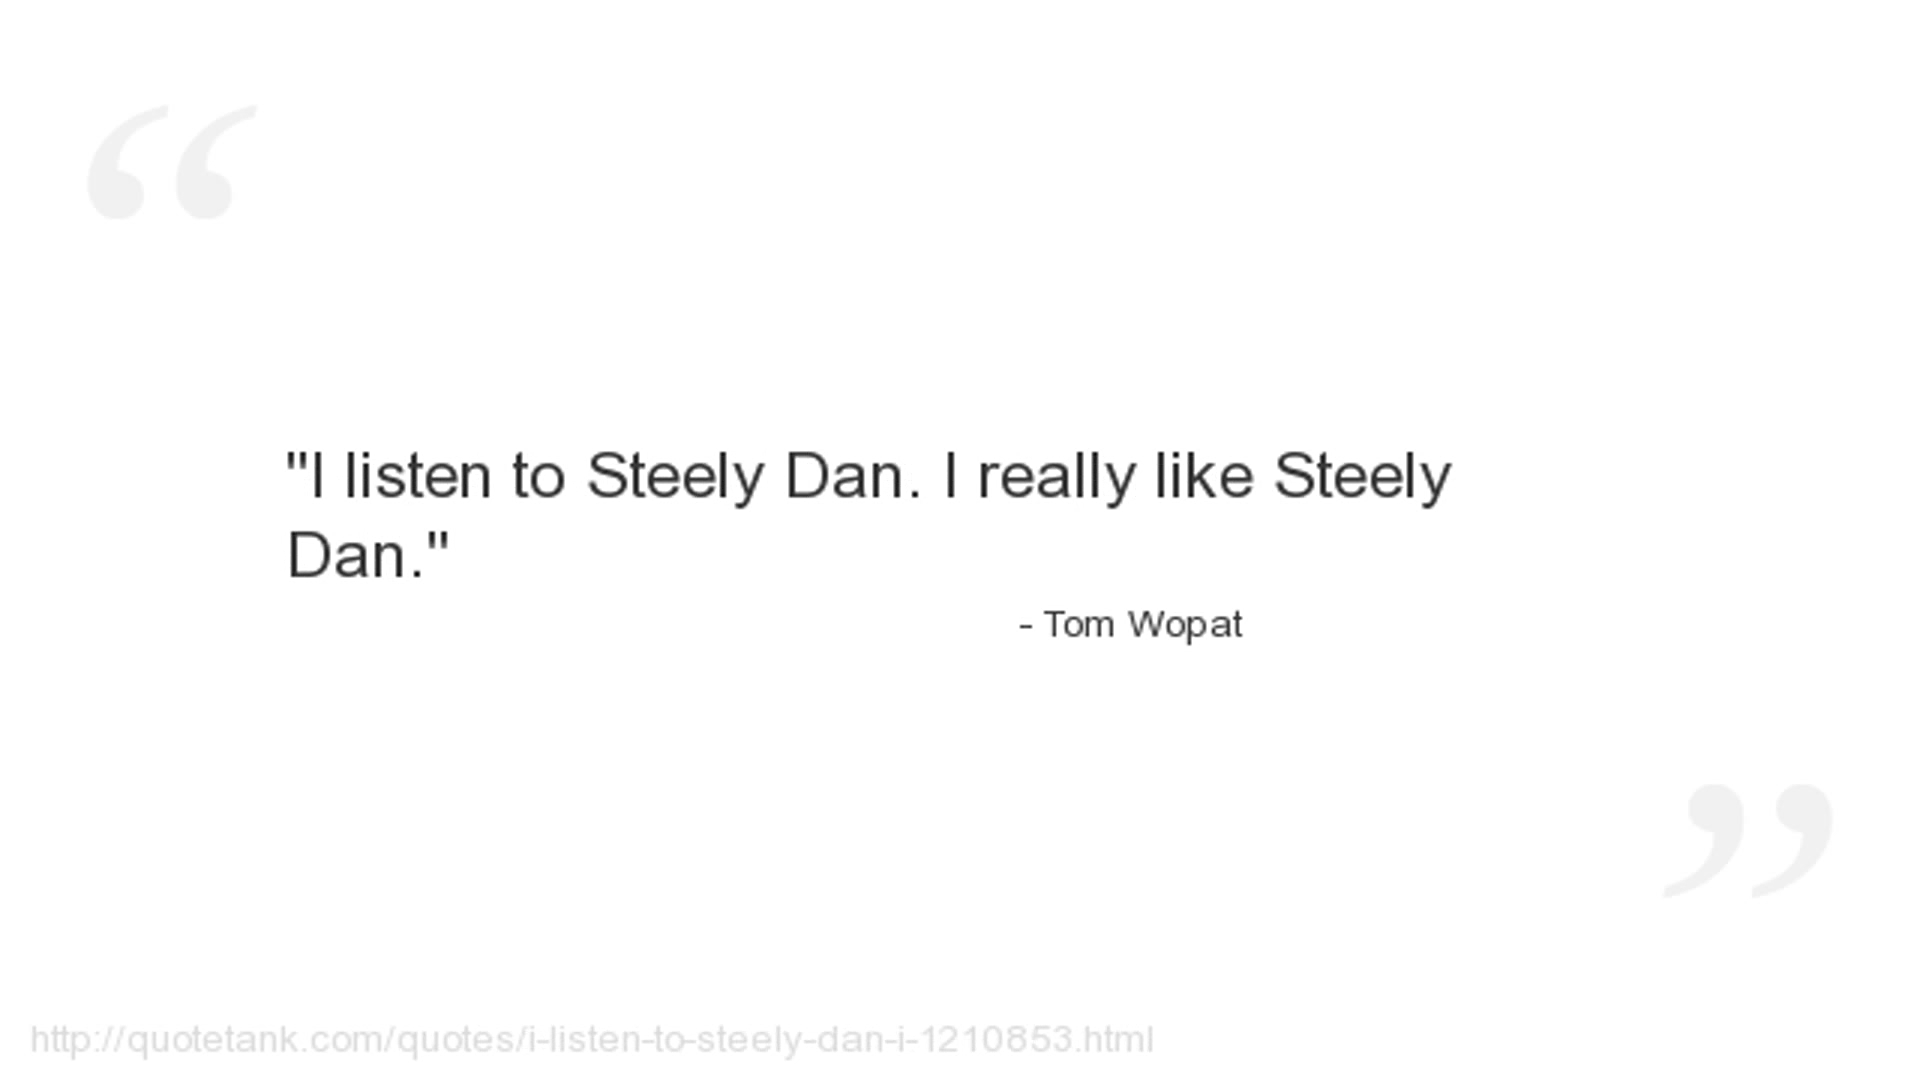 “
"I listen to Steely Dan. I really like Steely
Dan."
- Tom Wopat
”
http://quotetank.com/quotes/i-listen-to-steely-dan-i-1210853.html